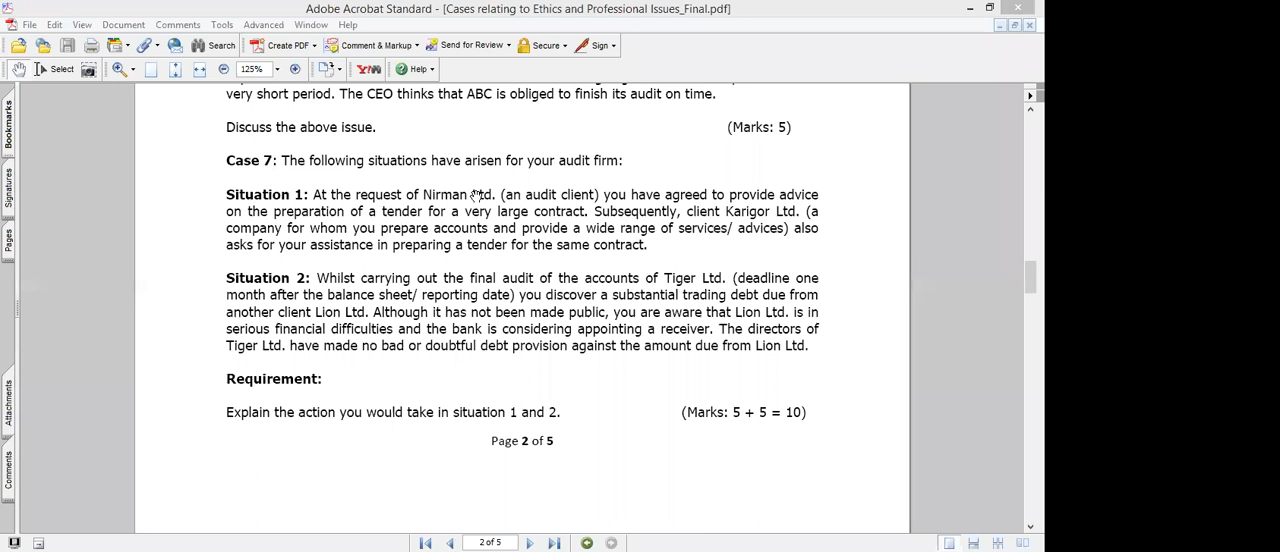 Adobe Acrobat Standard - [Cases relating to Ethics and Professional Issues_Final.pdf]
File Edit View Document Comments Tools Advanced Window Help
Search Create PDF Comment & Markup Send for Review Secure Sign
Select 125% Y! Help
very short period. The CEO thinks that ABC is obliged to finish its audit on time.
Discuss the above issue. (Marks: 5)
Case 7: The following situations have arisen for your audit firm:
Situation 1: At the request of Nirman Ltd. (an audit client) you have agreed to provide advice
on the preparation of a tender for a very large contract. Subsequently, client Karigor Ltd. (a
company for whom you prepare accounts and provide a wide range of services/ advices) also
asks for your assistance in preparing a tender for the same contract.
Situation 2: Whilst carrying out the final audit of the accounts of Tiger Ltd. (deadline one
month after the balance sheet/ reporting date) you discover a substantial trading debt due from
another client Lion Ltd. Although it has not been made public, you are aware that Lion Ltd. is in
serious financial difficulties and the bank is considering appointing a receiver. The directors of
Tiger Ltd. have made no bad or doubtful debt provision against the amount due from Lion Ltd.
Requirement:
Explain the action you would take in situation 1 and 2. (Marks: 5 + 5 = 10)
Page 2 of 5
Bookmarks
Signatures
Pages
Attachments
Comments
2 of 5